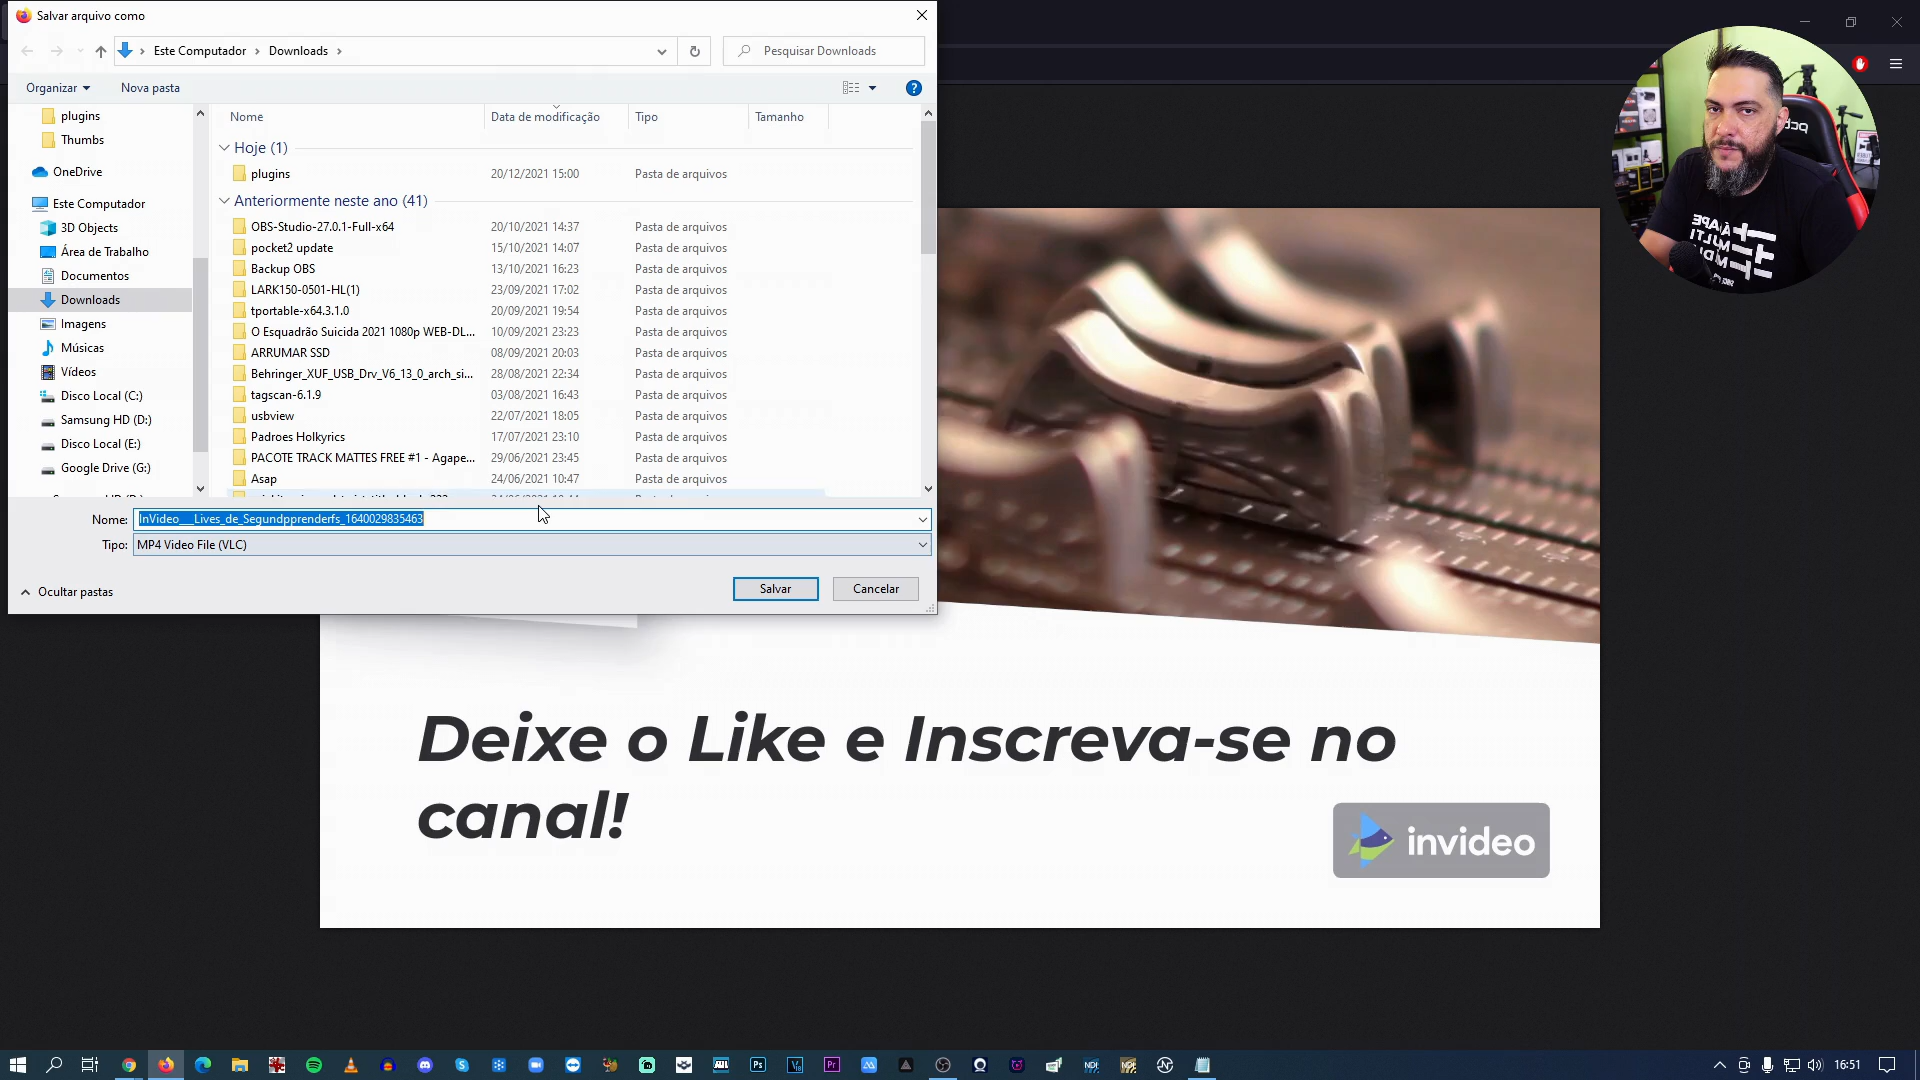 Salvar arquivo como
Este Computador
Downloads
Pesquisar Downloads
Organizar
Nova pasta
plugins
Thumbs
OneDrive
Este Computador
3D Objects
Área de Trabalho
Documentos
Downloads
Imagens
Músicas
Vídeos
Disco Local (C:)
Samsung HD (D:)
Disco Local (E:)
Google Drive (G:)
Nome Data de modificação Tipo Tamanho
Hoje (1)
plugins 20/12/2021 15:00 Pasta de arquivos
Anteriormente neste ano (41)
OBS-Studio-27.0.1-Full-x64 20/10/2021 14:37 Pasta de arquivos
pocket2 update 15/10/2021 14:07 Pasta de arquivos
Backup OBS 13/10/2021 16:23 Pasta de arquivos
LARK150-0501-HL(1) 23/09/2021 17:02 Pasta de arquivos
tportable-x64.3.1.0 20/09/2021 19:54 Pasta de arquivos
O Esquadrão Suicida 2021 1080p WEB-DL... 10/09/2021 23:23 Pasta de arquivos
ARRUMAR SSD 08/09/2021 20:03 Pasta de arquivos
Behringer_XUF_USB_Drv_V6_13_0_arch_si... 28/08/2021 22:34 Pasta de arquivos
tagscan-6.1.9 03/08/2021 16:43 Pasta de arquivos
usbview 22/07/2021 18:05 Pasta de arquivos
Padroes Holkyrics 17/07/2021 23:10 Pasta de arquivos
PACOTE TRACK MATTES FREE #1 - Agape... 29/06/2021 23:45 Pasta de arquivos
Asap 24/06/2021 10:47 Pasta de arquivos
Nome: InVideo___Lives_de_Segundpprenderfs_1640029835463
Tipo: MP4 Video File (VLC)
Ocultar pastas
Salvar
Cancelar
ÁGAPE
MULTI
MÍDIA
Deixe o Like e Inscreva-se no
canal!
invideo
16:51